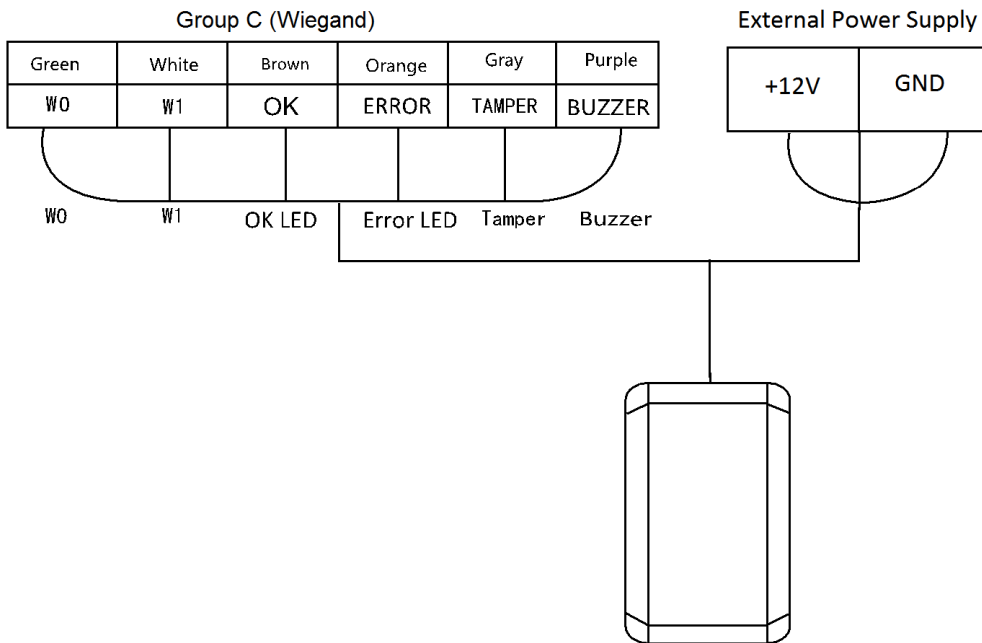 Group C (Wiegand)
External Power Supply
Green White Brown Orange Gray Purple
W0 W1 OK ERROR TAMPER BUZZER
+12V GND
W0 W1 OK LED Error LED Tamper Buzzer